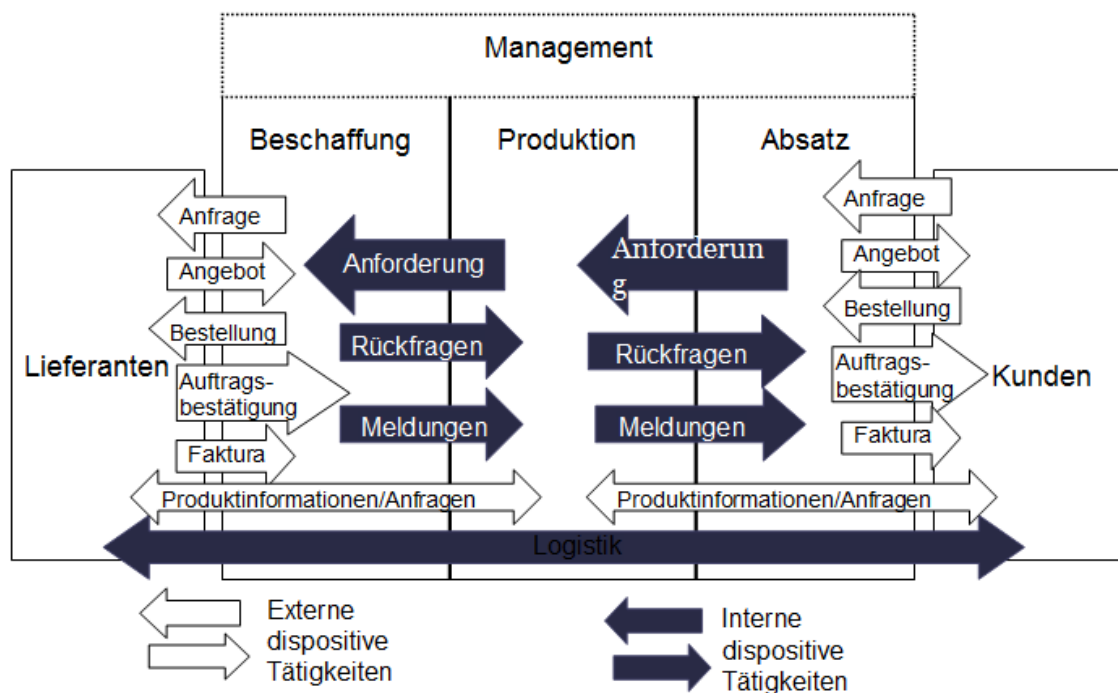 Management
Beschaffung
Produktion
Absatz
Lieferanten
Anfrage
Angebot
Bestellung
Auftrags-
bestätigung
Faktura
Anforderung
Rückfragen
Meldungen
Anforderun
g
Rückfragen
Meldungen
Anfrage
Angebot
Bestellung
Auftrags-
bestätigung
Faktura
Kunden
Produktinformationen/Anfragen
Produktinformationen/Anfragen
Logistik
Externe
dispositive
Tätigkeiten
Interne
dispositive
Tätigkeiten